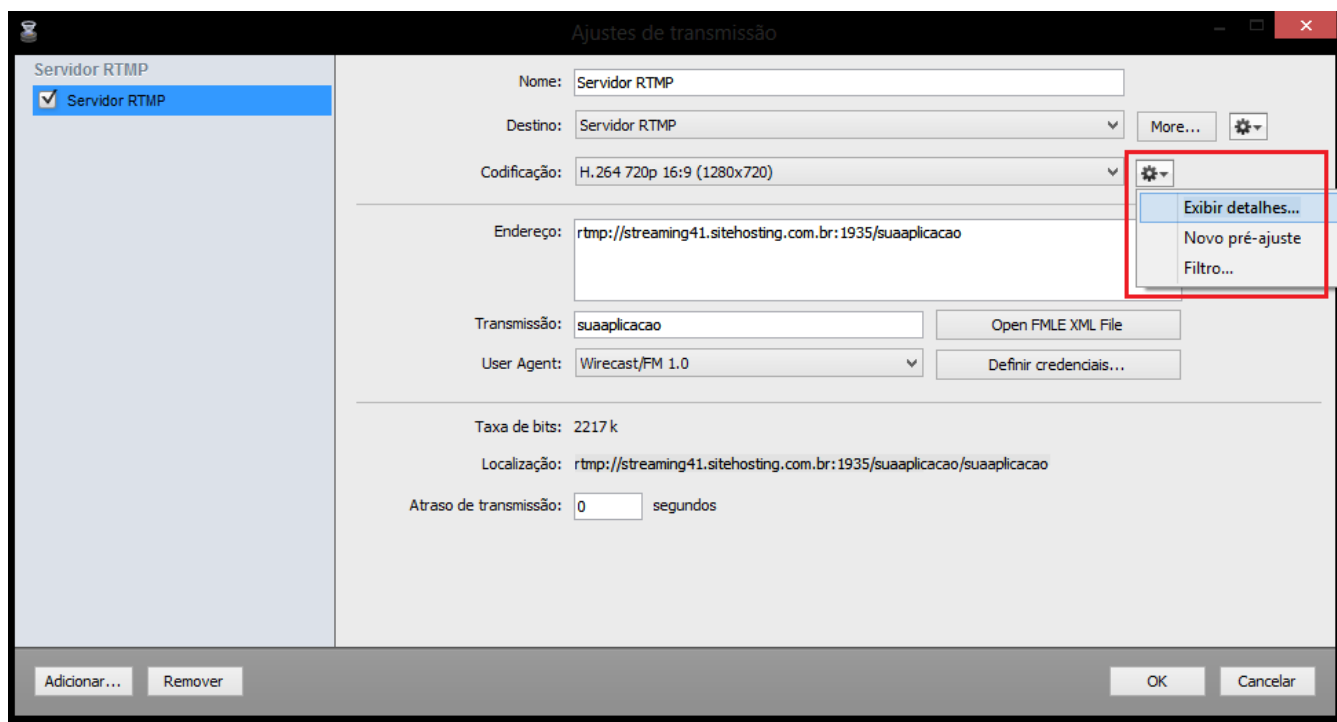 Ajustes de transmissão
Servidor RTMP
Servidor RTMP
Nome: Servidor RTMP
Destino: Servidor RTMP More...
Codificação: H.264 720p 16:9 (1280x720)
Exibir detalhes...
Novo pré-ajuste
Filtro...
Endereço: rtmp://streaming41.sitehosting.com.br:1935/suaaplicacao
Transmissão: suaaplicacao Open FMLE XML File
User Agent: Wirecast/FM 1.0 Definir credenciais...
Taxa de bits: 2217 k
Localização: rtmp://streaming41.sitehosting.com.br:1935/suaaplicacao/suaaplicacao
Atraso de transmissão: 0 segundos
Adicionar... Remover OK Cancelar